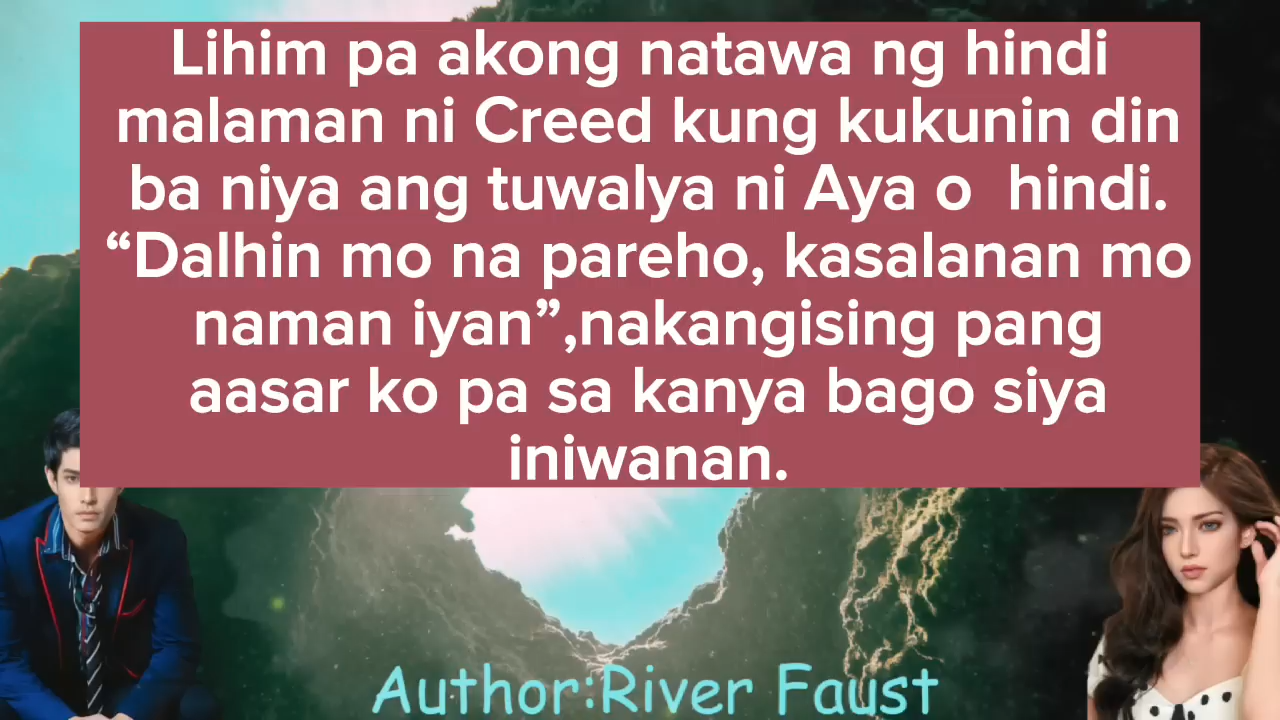 Lihim pa akong natawa ng hindi
malaman ni Creed kung kukunin din
ba niya ang tuwalya ni Aya o  hindi.
“Dalhin mo na pareho, kasalanan mo
naman iyan”,nakangising pang
aasar ko pa sa kanya bago siya
iniwanan.
Author:River Faust